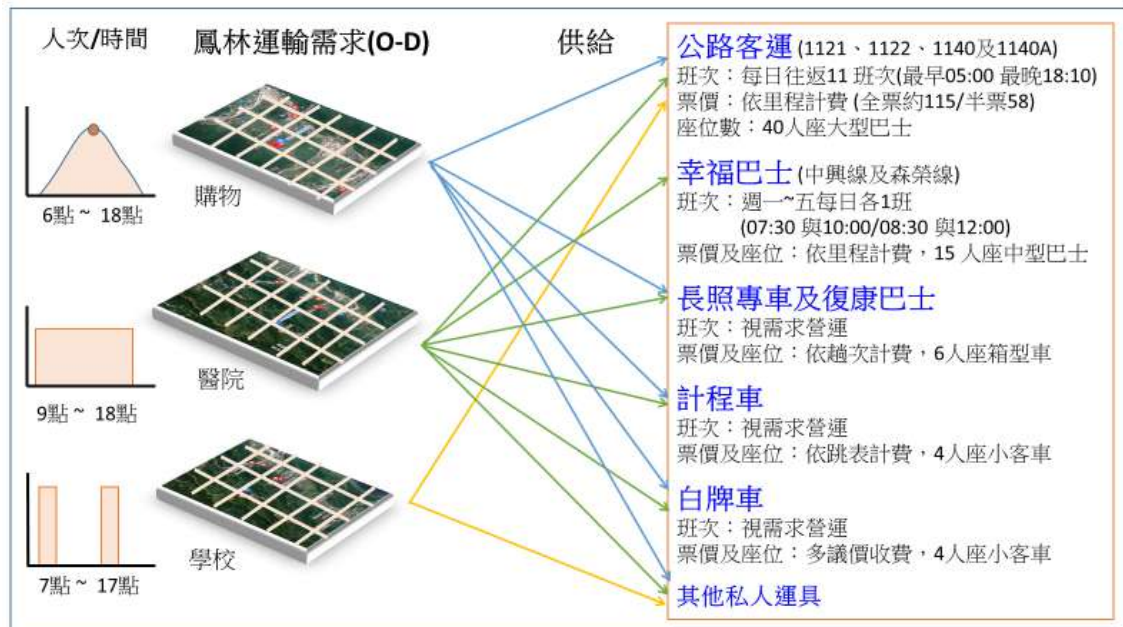 人次/時間
鳳林運輸需求(O-D)
供給
6點 ~ 18點
購物
9點 ~ 18點
醫院
7點 ~ 17點
學校
公路客運 (1121、1122、1140及1140A)
班次：每日往返11 班次(最早05:00 最晚18:10)
票價：依里程計費 (全票約115/半票58)
座位數：40人座大型巴士
幸福巴士 (中興線及森榮線)
班次：週一~五每日各1班
(07:30 與10:00/08:30 與12:00)
票價及座位：依里程計費，15 人座中型巴士
長照專車及復康巴士
班次：視需求營運
票價及座位：依趟次計費，6人座箱型車
計程車
班次：視需求營運
票價及座位：依跳表計費，4人座小客車
白牌車
班次：視需求營運
票價及座位：多議價收費，4人座小客車
其他私人運具